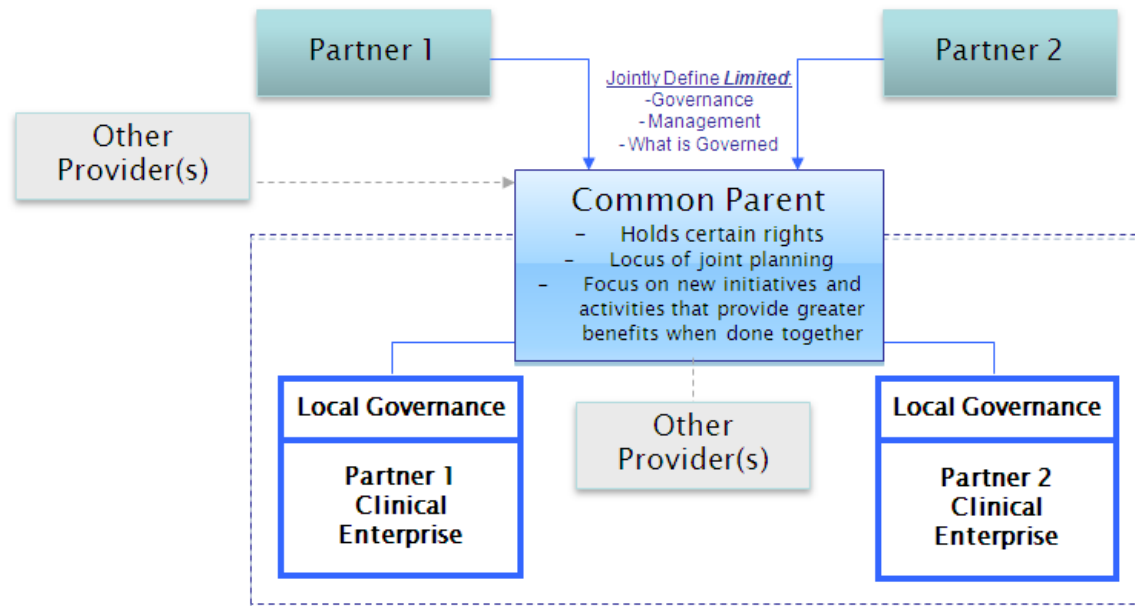 Partner 1
Partner 2
Jointly Define Limited:
-Governance
- Management
- What is Governed
Other
Provider(s)
Common Parent
- Holds certain rights
- Locus of joint planning
- Focus on new initiatives and
activities that provide greater
benefits when done together
Local Governance
Partner 1
Clinical
Enterprise
Other
Provider(s)
Local Governance
Partner 2
Clinical
Enterprise